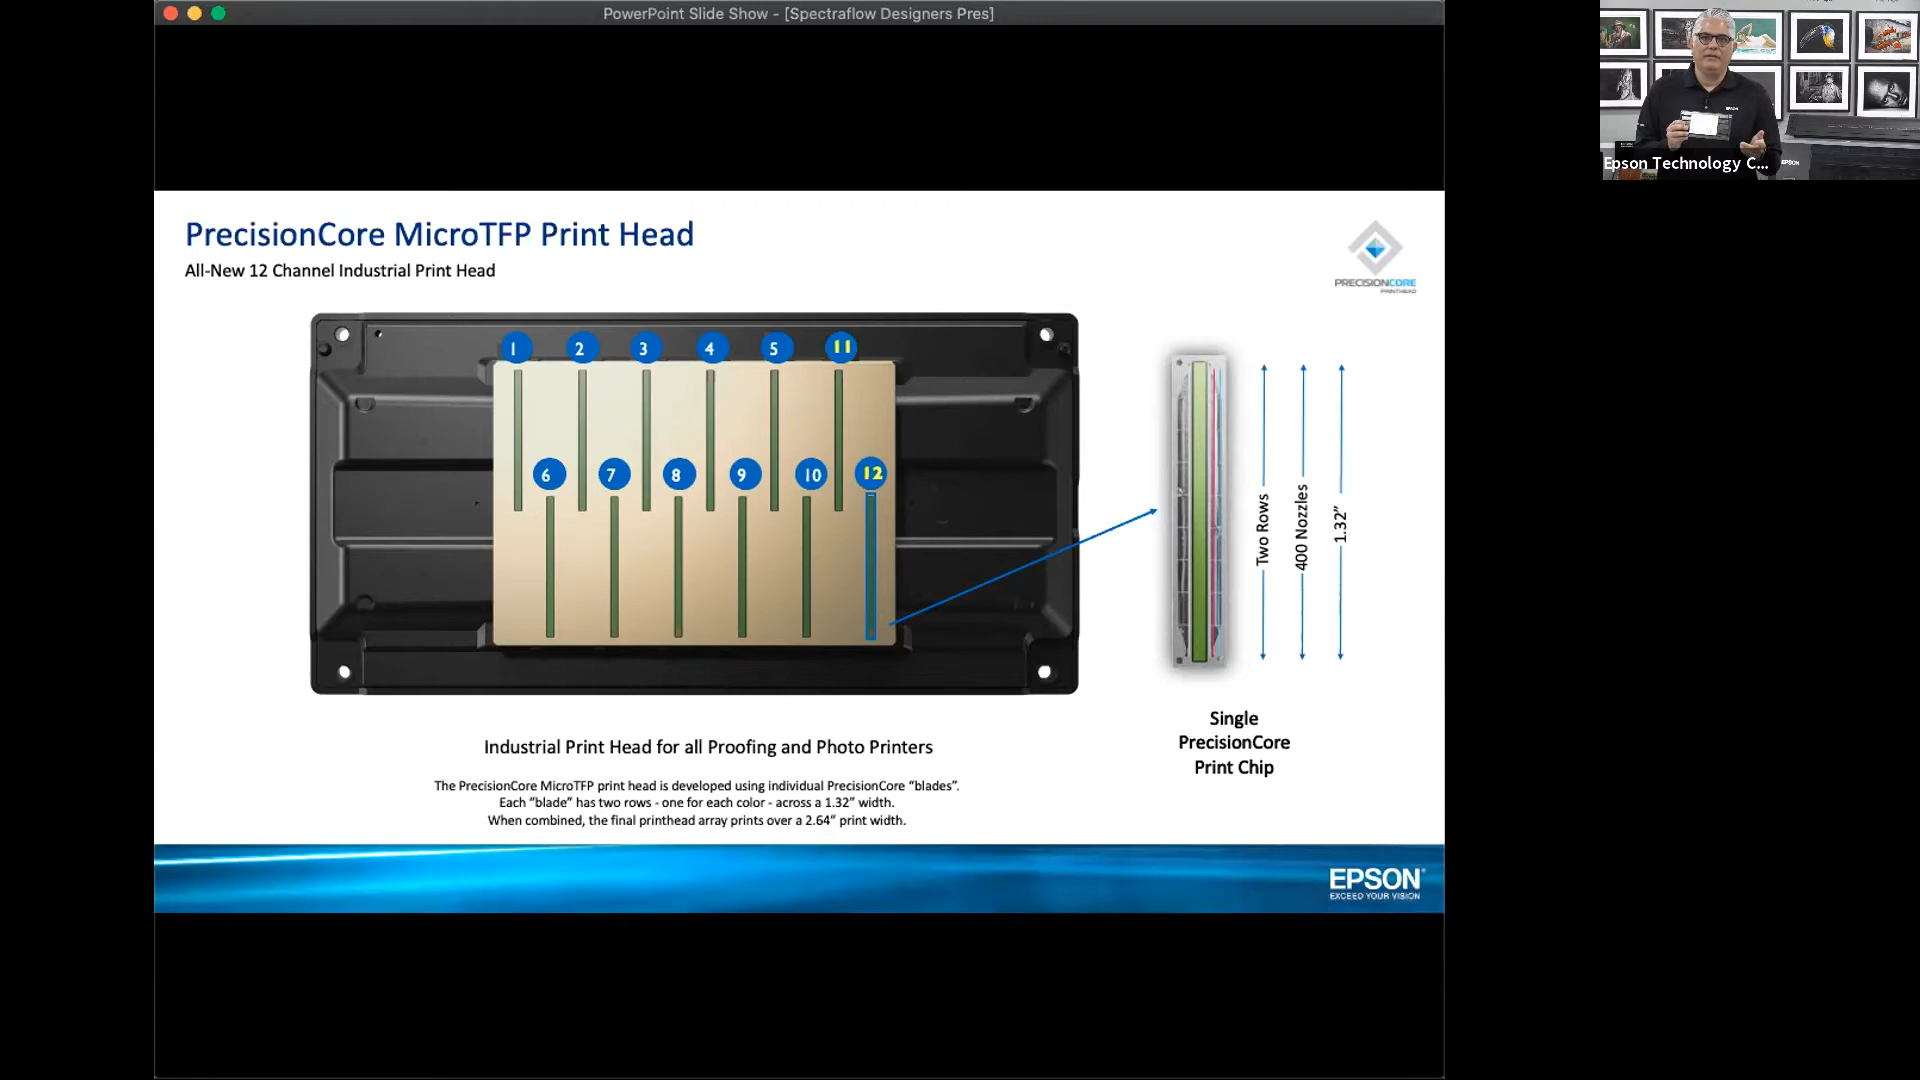 PowerPoint Slide Show - [Spectraflow Designers Pres]
Epson Technology C...
EPSON
EPSON
PrecisionCore MicroTFP Print Head
All-New 12 Channel Industrial Print Head
PRECISIONCORE
PRINTHEAD
1 2 3 4 5 11
6 7 8 9 10 12
Two Rows
400 Nozzles
1.32”
Single
PrecisionCore
Print Chip
Industrial Print Head for all Proofing and Photo Printers
The PrecisionCore MicroTFP print head is developed using individual PrecisionCore “blades”.
Each “blade” has two rows - one for each color - across a 1.32” width.
When combined, the final printhead array prints over a 2.64” print width.
EPSON
EXCEED YOUR VISION